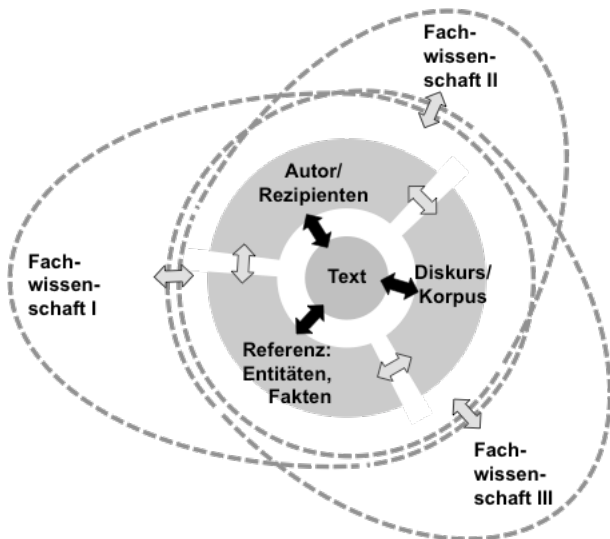 Fach-
wissen-
schaft II
Autor/
Rezipienten
Fach-
wissen-
schaft I
Text
Diskurs/
Korpus
Referenz:
Entitäten,
Fakten
Fach-
wissen-
schaft III